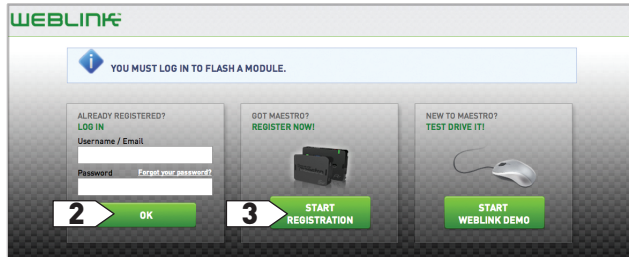 WEBLINK™
YOU MUST LOG IN TO FLASH A MODULE.
ALREADY REGISTERED?
LOG IN
Username / Email
Password Forgot your password?
2 OK
GOT MAESTRO?
REGISTER NOW!
3 START
REGISTRATION
NEW TO MAESTRO?
TEST DRIVE IT!
START
WEBLINK DEMO